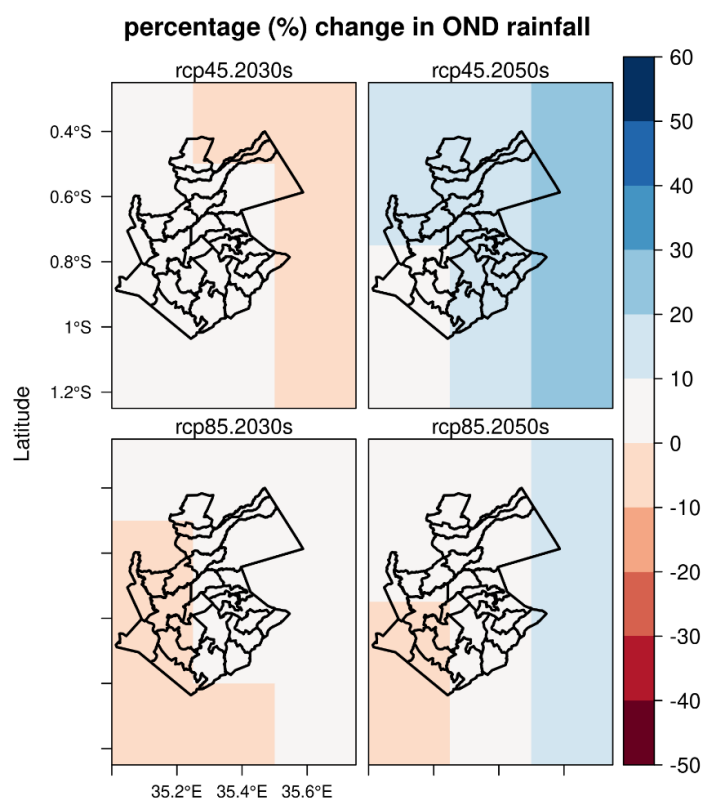 percentage (%) change in OND rainfall
rcp45.2030s
rcp45.2050s
0.4°S
0.6°S
0.8°S
1°S
1.2°S
Latitude
rcp85.2030s
rcp85.2050s
35.2°E 35.4°E 35.6°E
60
50
40
30
20
10
0
-10
-20
-30
-40
-50